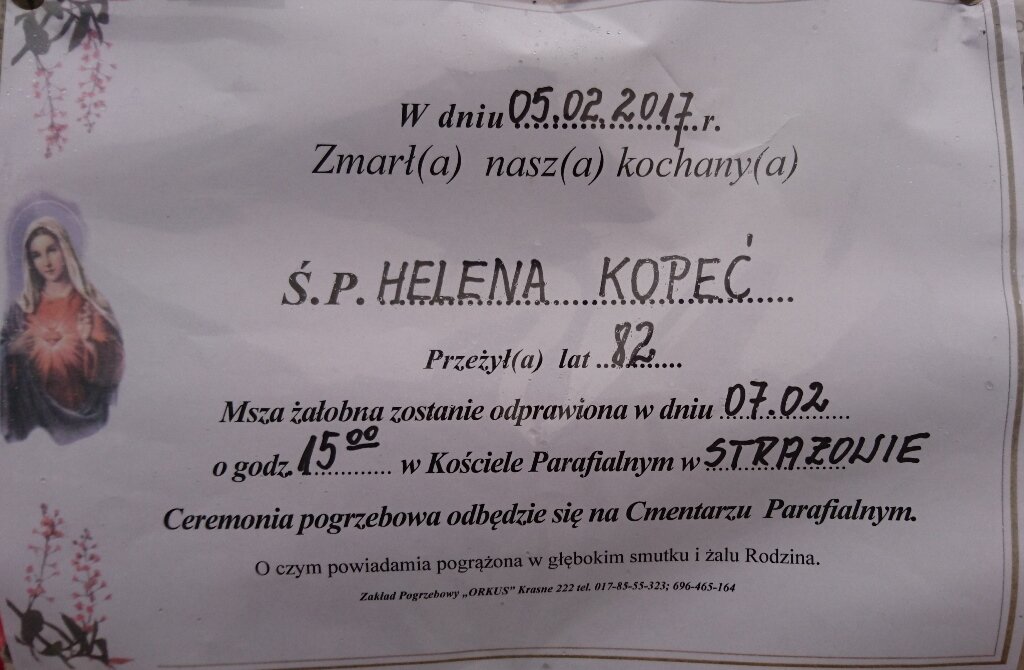 W dniu 05.02.2017 r.
Zmarł(a) nasz(a) kochany(a)
Ś.P. HELENA KOPEĆ
Przeżył(a) lat 82
Msza żałobna zostanie odprawiona w dniu 07.02
o godz. 15 00 w Kościele Parafialnym w STRAŻOWIE
Ceremonia pogrzebowa odbędzie się na Cmentarzu Parafialnym.
O czym powiadamia pogrążona w głębokim smutku i żalu Rodzina.
Zakład Pogrzebowy „ORKUS” Krasne 222 tel. 017-85-55-323; 696-465-164